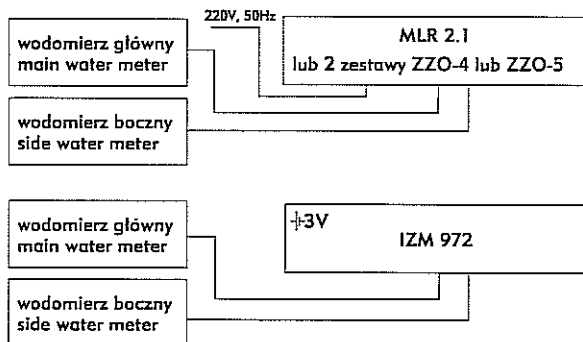 220V, 50Hz
wodomierz główny
main water meter
MLR 2.1
lub 2 zestawy ZZO-4 lub ZZO-5
wodomierz boczny
side water meter
wodomierz główny
main water meter
3V
IZM 972
wodomierz boczny
side water meter